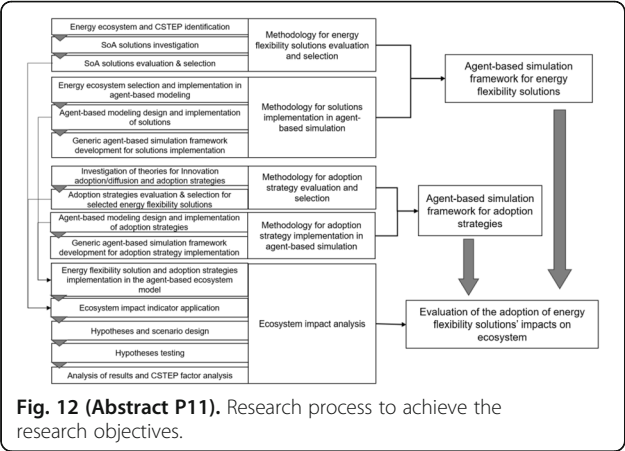 Energy ecosystem and CSTEP identification
SoA solutions investigation
SoA solutions evaluation & selection
Methodology for energy
flexibility solutions evaluation
and selection
Energy ecosystem selection and implementation in
agent-based modeling
Agent-based modeling design and implementation
of solutions
Generic agent-based simulation framework
development for solutions implementation
Methodology for solutions
implementation in agent-
based simulation
Agent-based simulation
framework for energy
flexibility solutions
Investigation of theories for Innovation
adoption/diffusion and adoption strategies
Adoption strategies evaluation & selection for
selected energy flexibility solutions
Methodology for adoption
strategy evaluation and
selection
Agent-based modeling design and implementation
of adoption strategies
Generic agent-based simulation framework
development for adoption strategy implementation
Methodology for adoption
strategy implementation in
agent-based simulation
Agent-based simulation
framework for adoption
strategies
Energy flexibility solution and adoption strategies
implementation in the agent-based ecosystem
model
Ecosystem impact indicator application
Hypotheses and scenario design
Hypotheses testing
Analysis of results and CSTEP factor analysis
Ecosystem impact analysis
Evaluation of the adoption of energy
flexibility solutions' impacts on
ecosystem
Fig. 12 (Abstract P11). Research process to achieve the
research objectives.